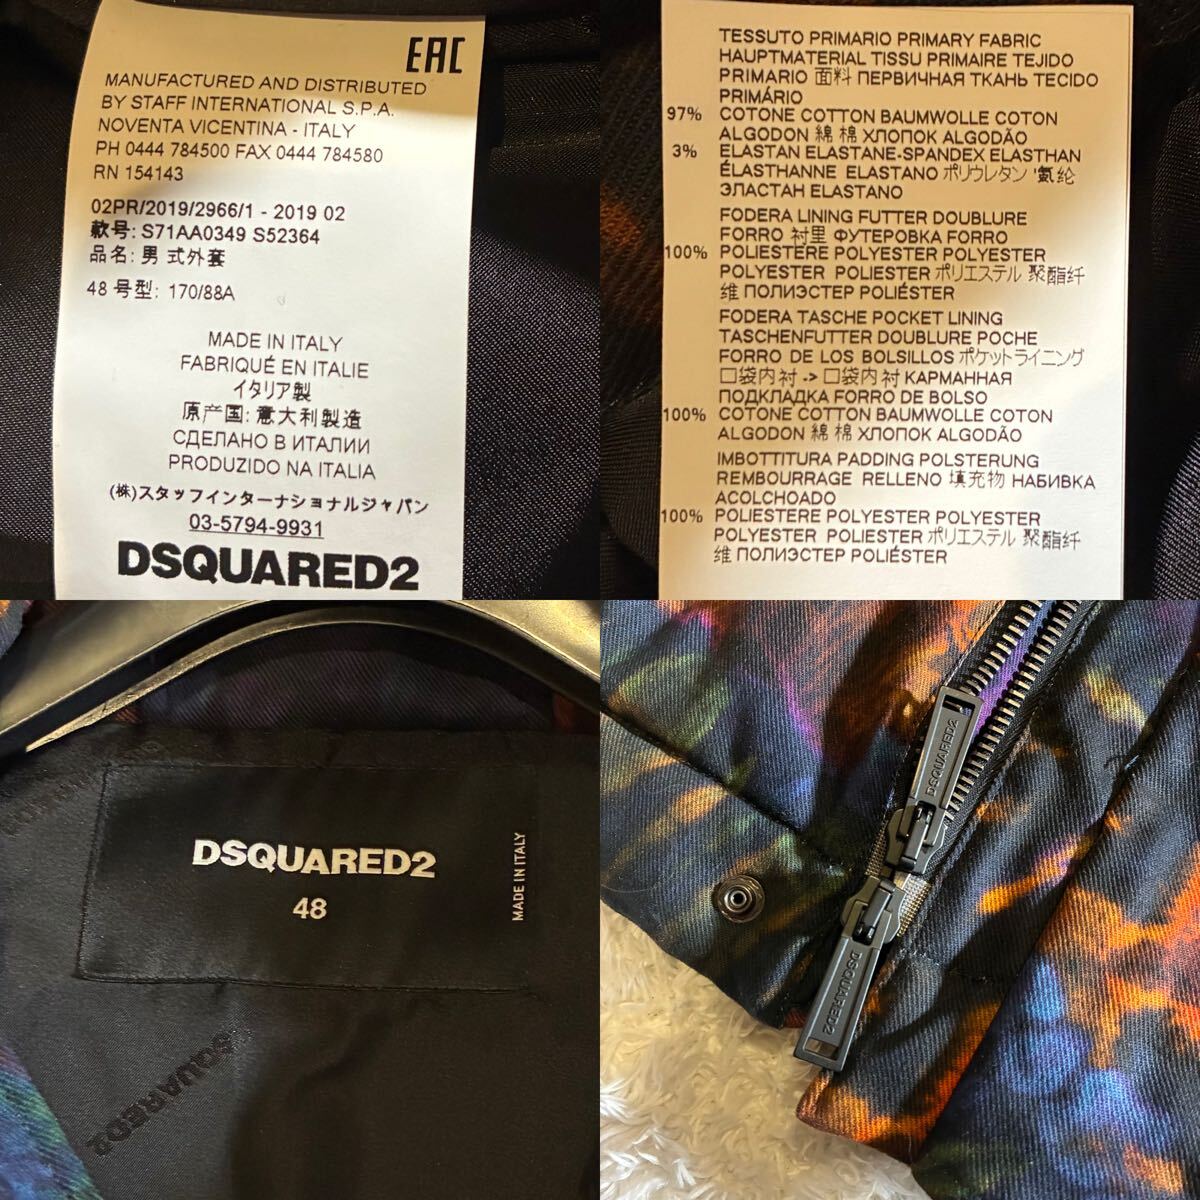 EAC
MANUFACTURED AND DISTRIBUTED
BY STAFF INTERNATIONAL S.P.A.
NOVENTA VICENTINA - ITALY
PH 0444 784500 FAX 0444 784580
RN 154143
02PR/2019/2966/1 - 2019 02
款号: S71AA0349 S52364
品名: 男 式外套
48 号型: 170/88A
MADE IN ITALY
FABRIQUÉ EN ITALIE
イタリア製
原产国: 意大利製造
СДЕЛАНО В ИТАЛИИ
PRODUZIDO NA ITALIA
(株)スタッフインターナショナルジャパン
03-5794-9931
DSQUARED2
TESSUTO PRIMARIO PRIMARY FABRIC
HAUPTMATERIAL TISSU PRIMAIRE TEJIDO
PRIMARIO 面料 ПЕРВИЧНАЯ ТКАНЬ TECIDO
PRIMÁRIO
97% COTONE COTTON BAUMWOLLE COTON
ALGODON 綿 棉 ХЛОПОК ALGODÃO
3% ELASTAN ELASTANE-SPANDEX ELASTHAN
ÉLASTHANNE ELASTANO ポリウレタン '氨纶
ЭЛАСТАН ELASTANO
FODERA LINING FUTTER DOUBLURE
FORRO 衬里 ФУТЕРОВКА FORRO
100% POLIESTERE POLYESTER POLYESTER
POLYESTER POLIESTER ポリエステル 聚酯纤
维 ПОЛИЭСТЕР POLIÉSTER
FODERA TASCHE POCKET LINING
TASCHENFUTTER DOUBLURE POCHE
FORRO DE LOS BOLSILLOS ポケットライニング
口袋内衬 -> 口袋内衬 КАРМАННАЯ
ПОДКЛАДКА FORRO DE BOLSO
100% COTONE COTTON BAUMWOLLE COTON
ALGODON 綿 棉 ХЛОПОК ALGODÃO
IMBOTTITURA PADDING POLSTERUNG
REMBOURRAGE RELLENO 填充物 НАБИВКА
ACOLCHOADO
100% POLIESTERE POLYESTER POLYESTER
POLYESTER POLIESTER ポリエステル 聚酯纤
维 ПОЛИЭСТЕР POLIÉSTER
DSQUARED2
48
MADE IN ITALY
SQUARED2
DSQUARED2
DSQUARED2